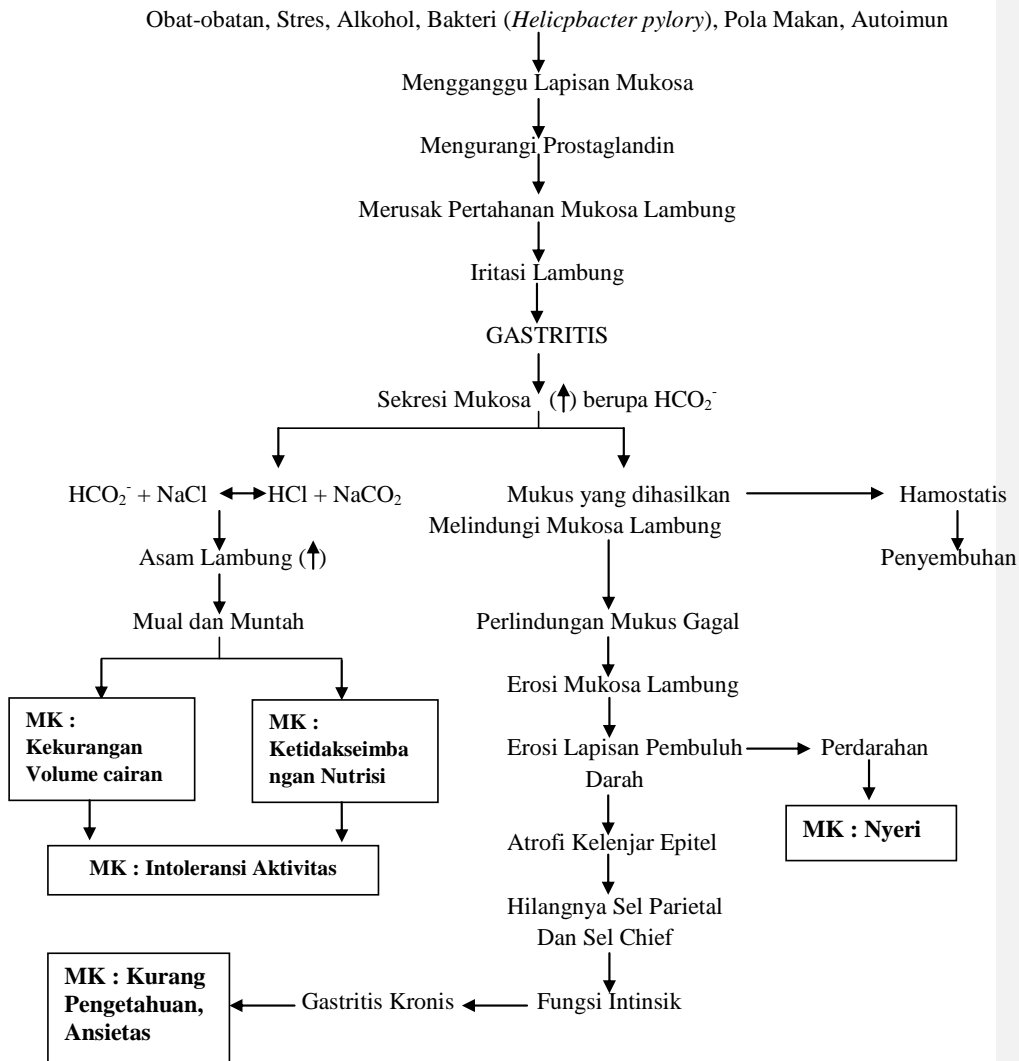 Obat-obatan, Stres, Alkohol, Bakteri (Helicpbacter pylory), Pola Makan, Autoimun
Mengganggu Lapisan Mukosa
Mengurangi Prostaglandin
Merusak Pertahanan Mukosa Lambung
Iritasi Lambung
GASTRITIS
Sekresi Mukosa (↑) berupa HCO₂⁻
HCO₂⁻ + NaCl ↔ HCl + NaCO₂
Asam Lambung (↑)
Mual dan Muntah
MK :
Kekurangan
Volume cairan
MK :
Ketidakseimba
ngan Nutrisi
MK : Intoleransi Aktivitas
Mukus yang dihasilkan
Melindungi Mukosa Lambung
Hamostatis
Penyembuhan
Perlindungan Mukus Gagal
Erosi Mukosa Lambung
Erosi Lapisan Pembuluh
Darah
Perdarahan
MK : Nyeri
Atrofi Kelenjar Epitel
Hilangnya Sel Parietal
Dan Sel Chief
Fungsi Intinsik
Gastritis Kronis
MK : Kurang
Pengetahuan,
Ansietas